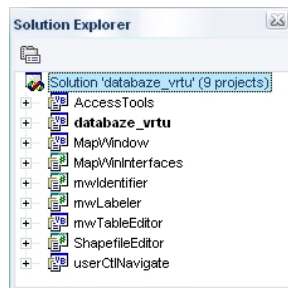 Solution Explorer
Solution 'databaze_vrtu' (9 projects)
AccessTools
databaze_vrtu
MapWindow
MapWinInterfaces
mwIdentifier
mwLabeler
mwTableEditor
ShapefileEditor
userCtlNavigate